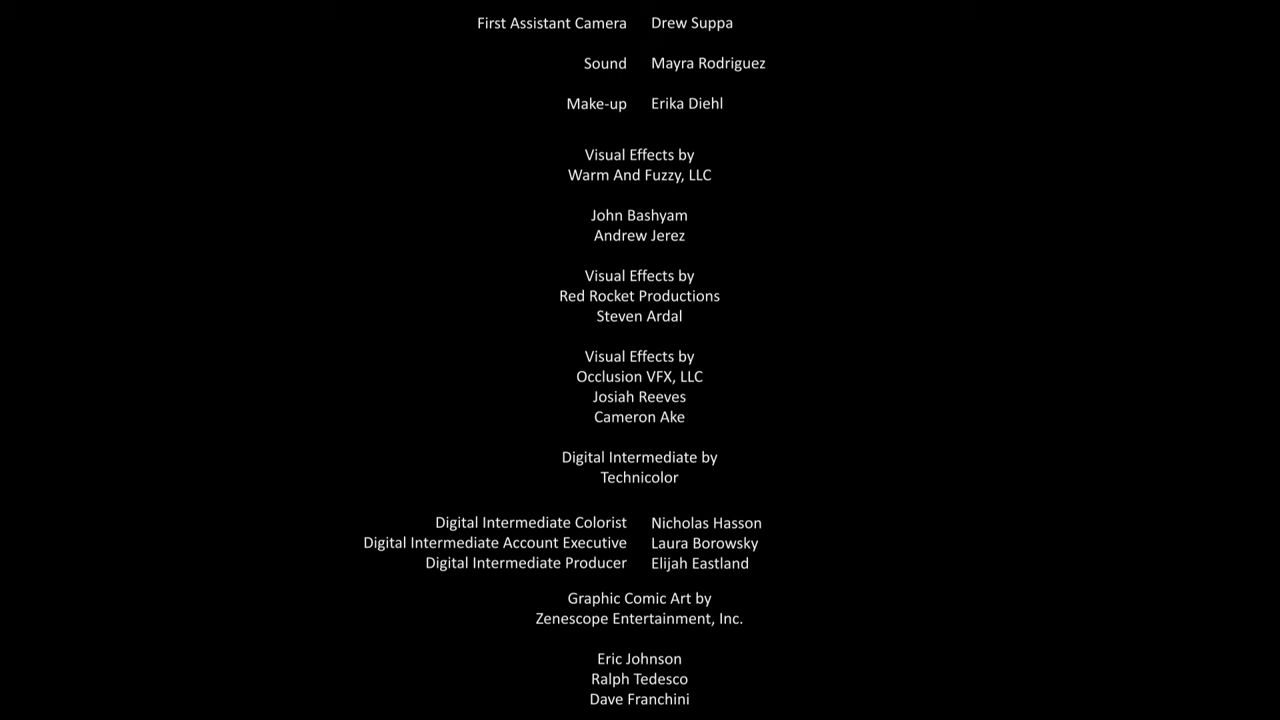 First Assistant Camera Drew Suppa
Sound Mayra Rodriguez
Make-up Erika Diehl
Visual Effects by
Warm And Fuzzy, LLC
John Bashyam
Andrew Jerez
Visual Effects by
Red Rocket Productions
Steven Ardal
Visual Effects by
Occlusion VFX, LLC
Josiah Reeves
Cameron Ake
Digital Intermediate by
Technicolor
Digital Intermediate Colorist Nicholas Hasson
Digital Intermediate Account Executive Laura Borowsky
Digital Intermediate Producer Elijah Eastland
Graphic Comic Art by
Zenescope Entertainment, Inc.
Eric Johnson
Ralph Tedesco
Dave Franchini